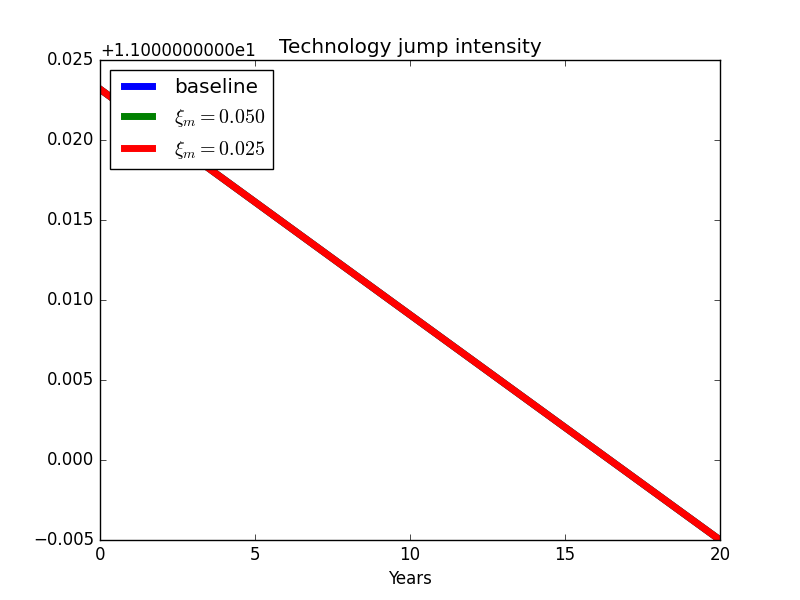 +1.1000000000e1
Technology jump intensity
0.025
0.020
0.015
0.010
0.005
0.000
−0.005
baseline
ξm = 0.050
ξm = 0.025
0 5 10 15 20
Years